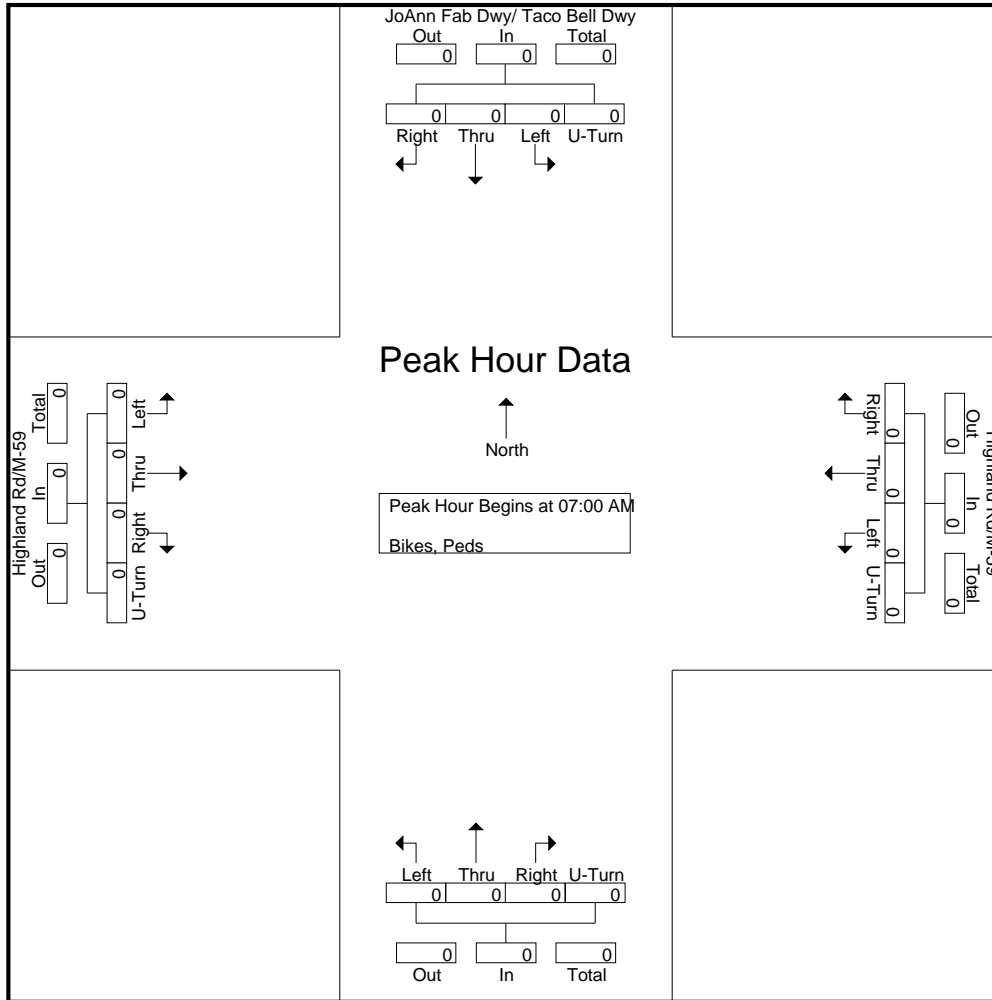 JoAnn Fab Dwy/ Taco Bell Dwy
Out In Total
0 0 0
0 0 0 0
Right Thru Left U-Turn
Peak Hour Data
North
Peak Hour Begins at 07:00 AM
Bikes, Peds
Highland Rd/M-59
Out In Total
0 0 0
0 0 0 0
U-Turn Right Thru Left
Highland Rd/M-59
Out In Total
0 0 0
0 0 0 0
Right Thru Left U-Turn
Left Thru Right U-Turn
0 0 0 0
0 0 0
Out In Total